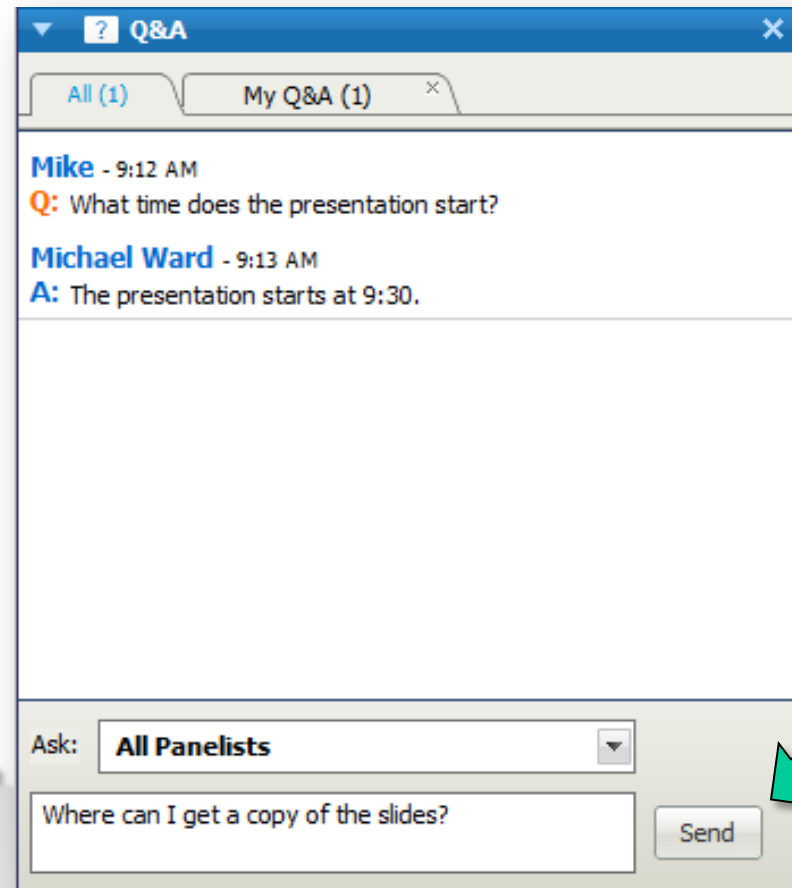 ? Q&A
All (1) My Q&A (1)
Mike - 9:12 AM
Q: What time does the presentation start?
Michael Ward - 9:13 AM
A: The presentation starts at 9:30.
Ask: All Panelists
Where can I get a copy of the slides?
Send